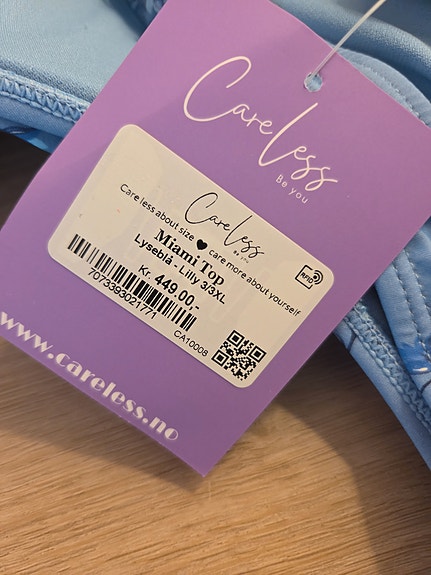 CareLess
Be you
CareLess
BE YOU
Care less about size ♥ care more about yourself
RFID
Miami Top
Lyseblå - Lilly 3/3XL
Kr. 449.00.-
CA10008
www.careless.no